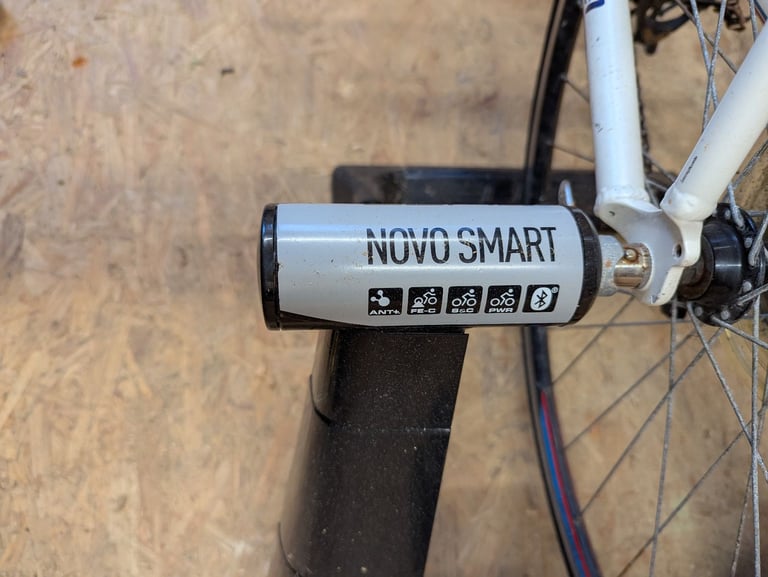 NOVO SMART
ANT+ FE-C S&C PWR